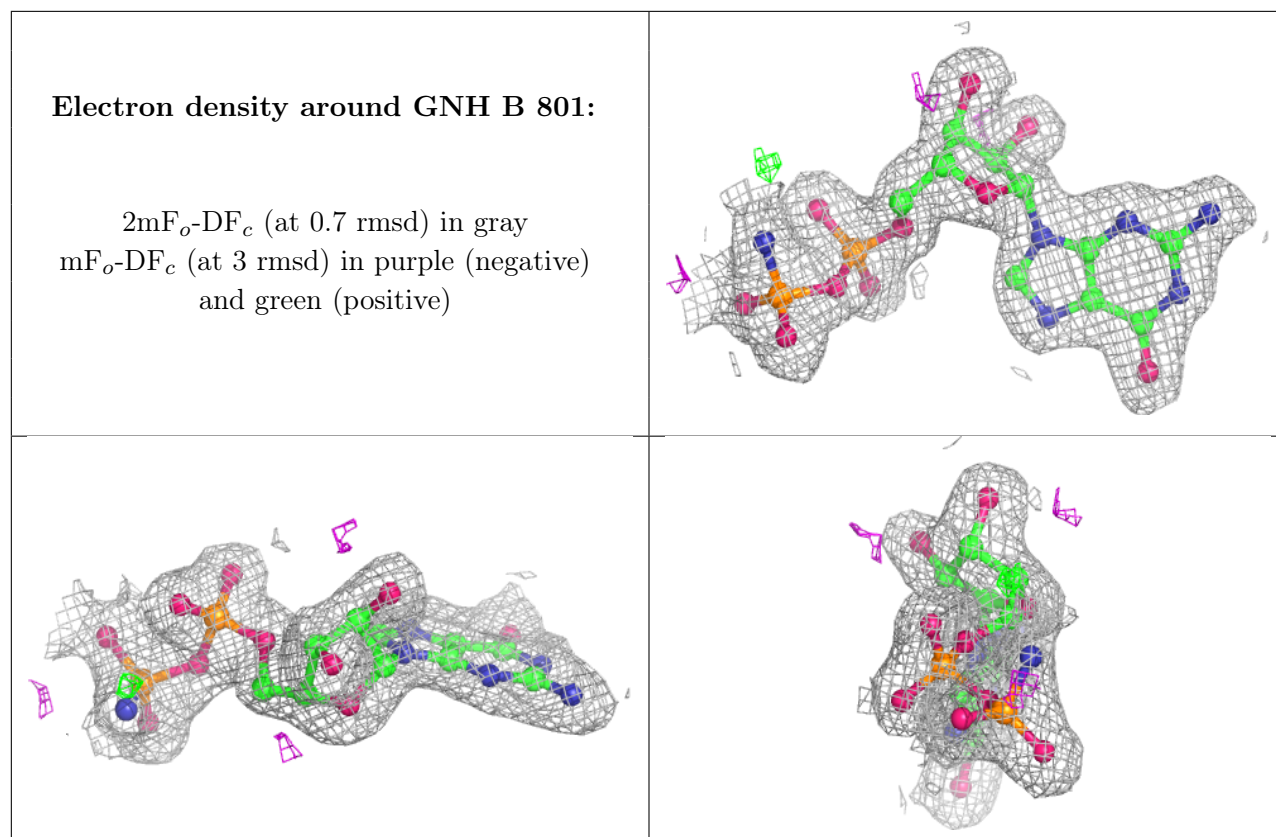 Electron density around GNH B 801:
2mFo-DFc (at 0.7 rmsd) in gray
mFo-DFc (at 3 rmsd) in purple (negative)
and green (positive)